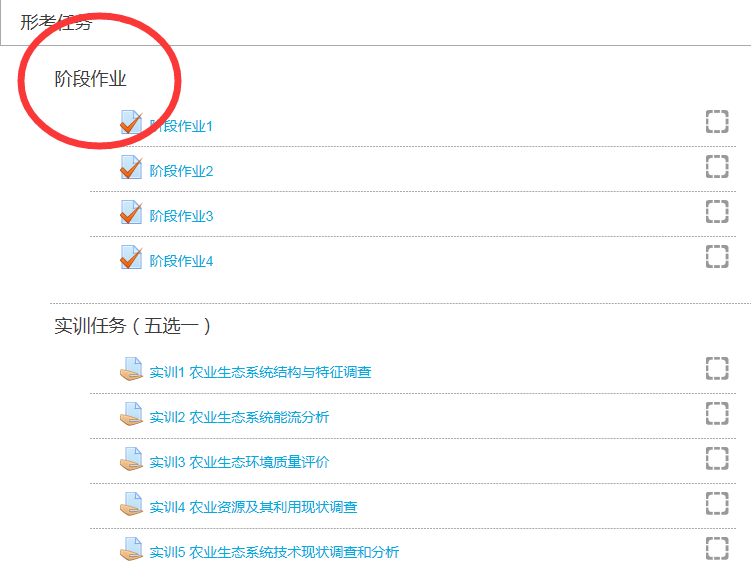 形考任务
阶段作业
阶段作业1
阶段作业2
阶段作业3
阶段作业4
实训任务（五选一）
实训1 农业生态系统结构与特征调查
实训2 农业生态系统能流分析
实训3 农业生态环境质量评价
实训4 农业资源及其利用现状调查
实训5 农业生态系统技术现状调查和分析